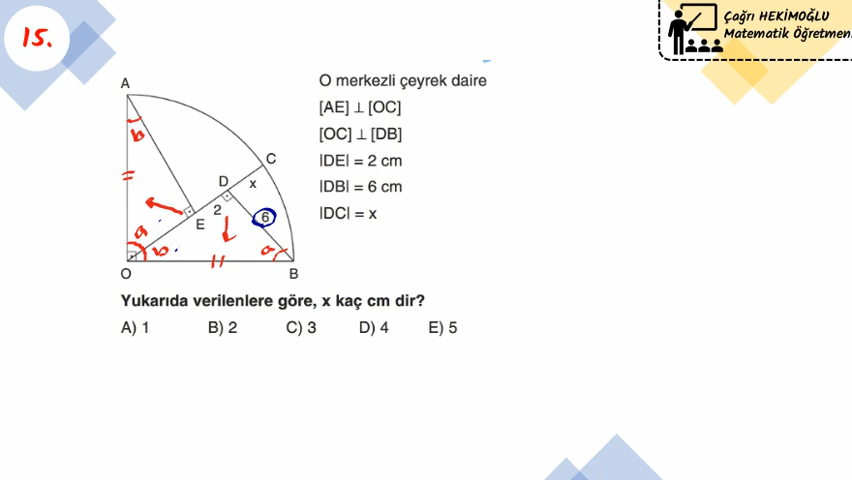 15.
Çağrı HEKİMOĞLU
Matematik Öğretmen
A
b
C
D
x
2
6
E
a
b
a
O
B
O merkezli çeyrek daire
[AE] ⊥ [OC]
[OC] ⊥ [DB]
|DE| = 2 cm
|DB| = 6 cm
|DC| = x
Yukarıda verilenlere göre, x kaç cm dir?
A) 1 B) 2 C) 3 D) 4 E) 5